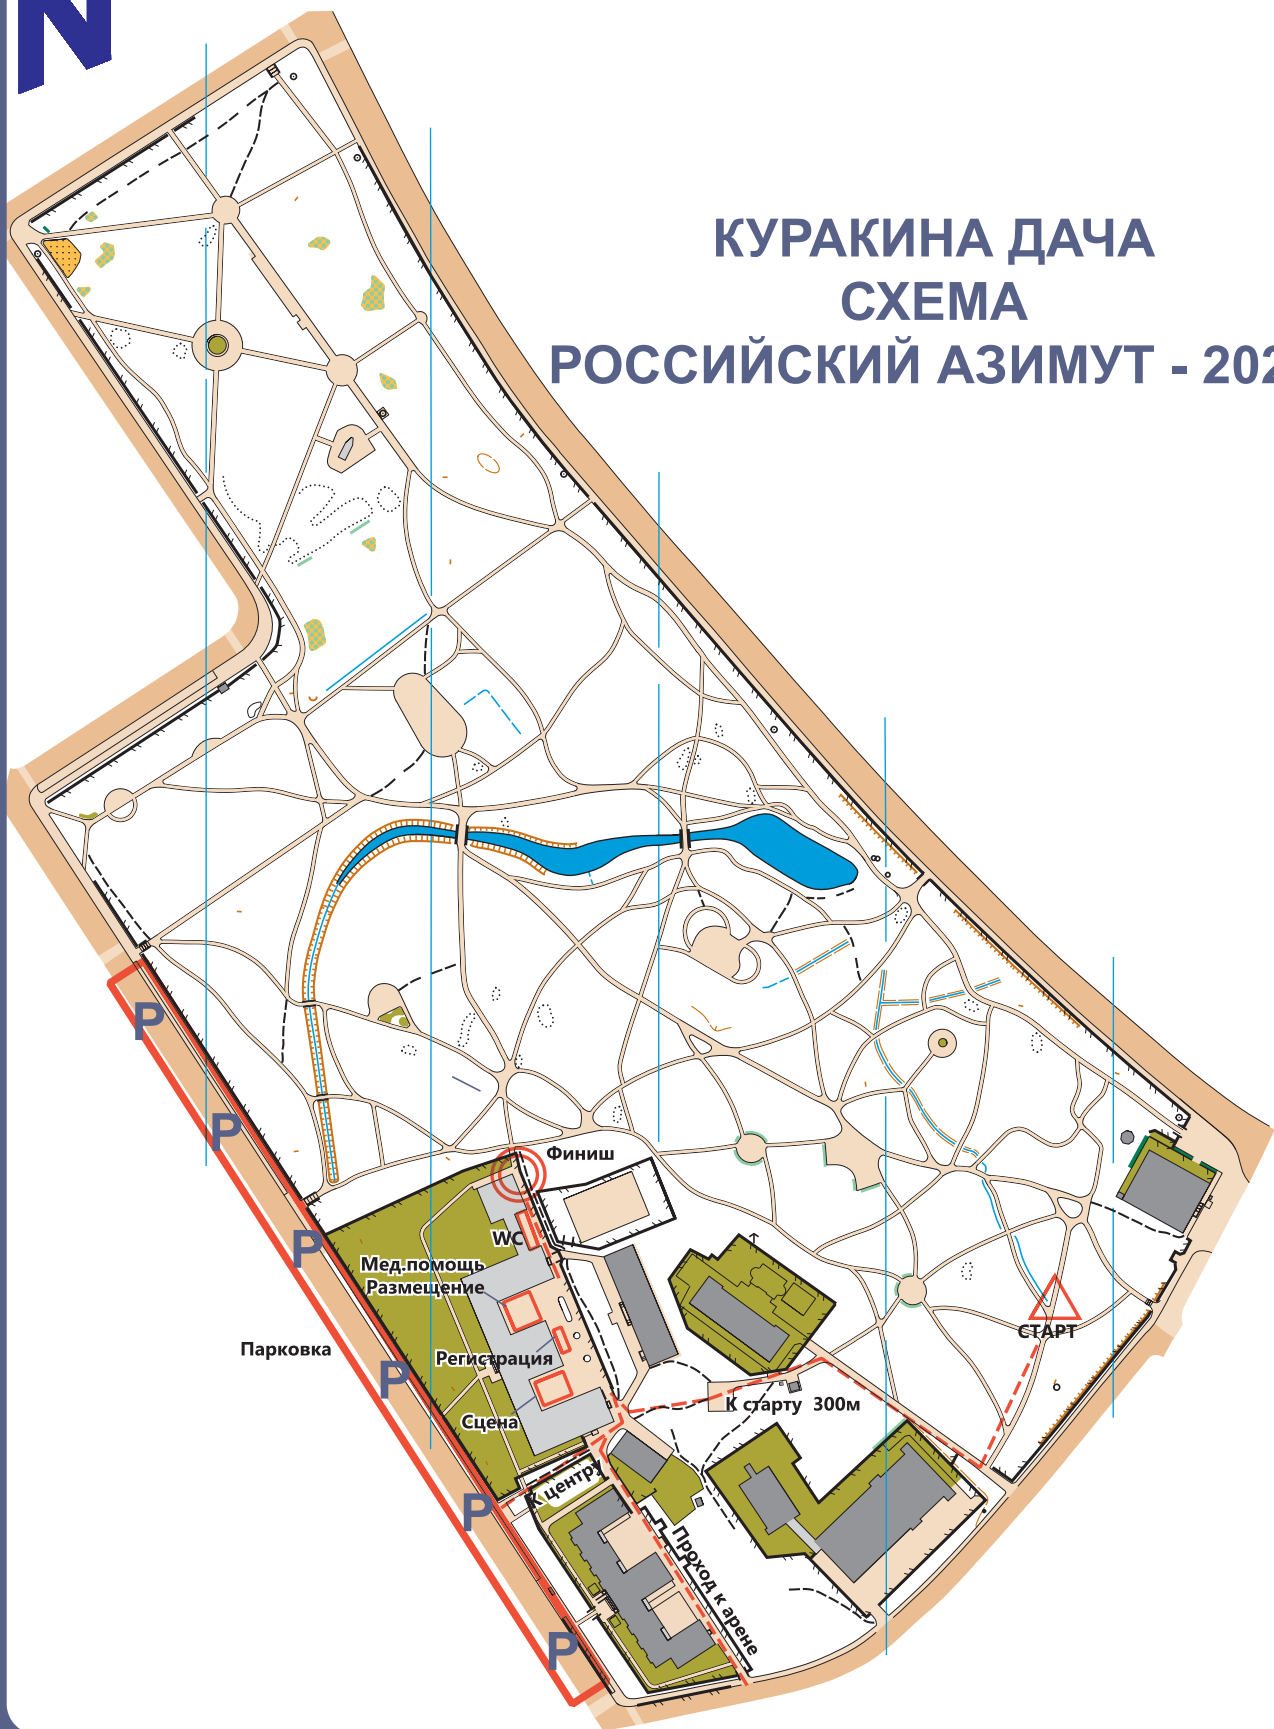 N
КУРАКИНА ДАЧА
СХЕМА
РОССИЙСКИЙ АЗИМУТ - 202
P
P
Финиш
WC
P
Мед.помощь
Размещение
СТАРТ
Парковка
Регистрация
P
К старту 300м
Сцена
К центру
P
Проход к арене
P